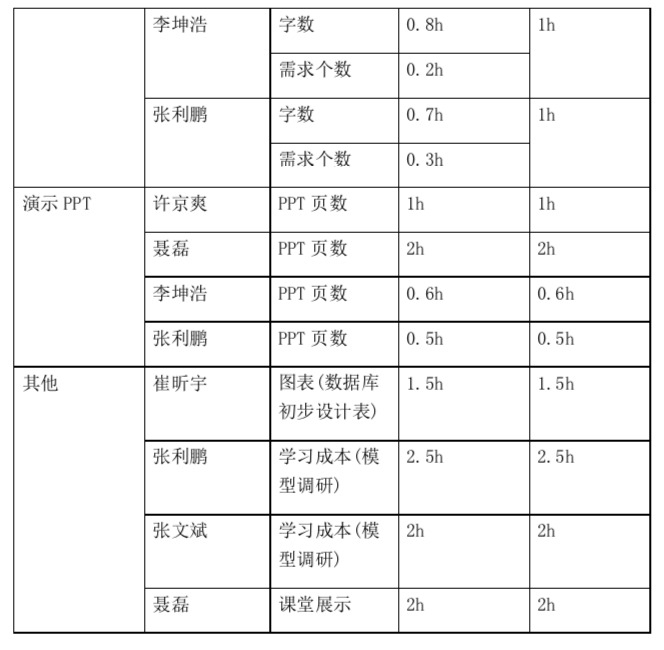 李坤浩 字数 0.8h 1h
需求个数 0.2h
张利鹏 字数 0.7h 1h
需求个数 0.3h
演示 PPT 许京爽 PPT 页数 1h 1h
聂磊 PPT 页数 2h 2h
李坤浩 PPT 页数 0.6h 0.6h
张利鹏 PPT 页数 0.5h 0.5h
其他 崔昕宇 图表(数据库 1.5h 1.5h
初步设计表)
张利鹏 学习成本(模 2.5h 2.5h
型调研)
张文斌 学习成本(模 2h 2h
型调研)
聂磊 课堂展示 2h 2h